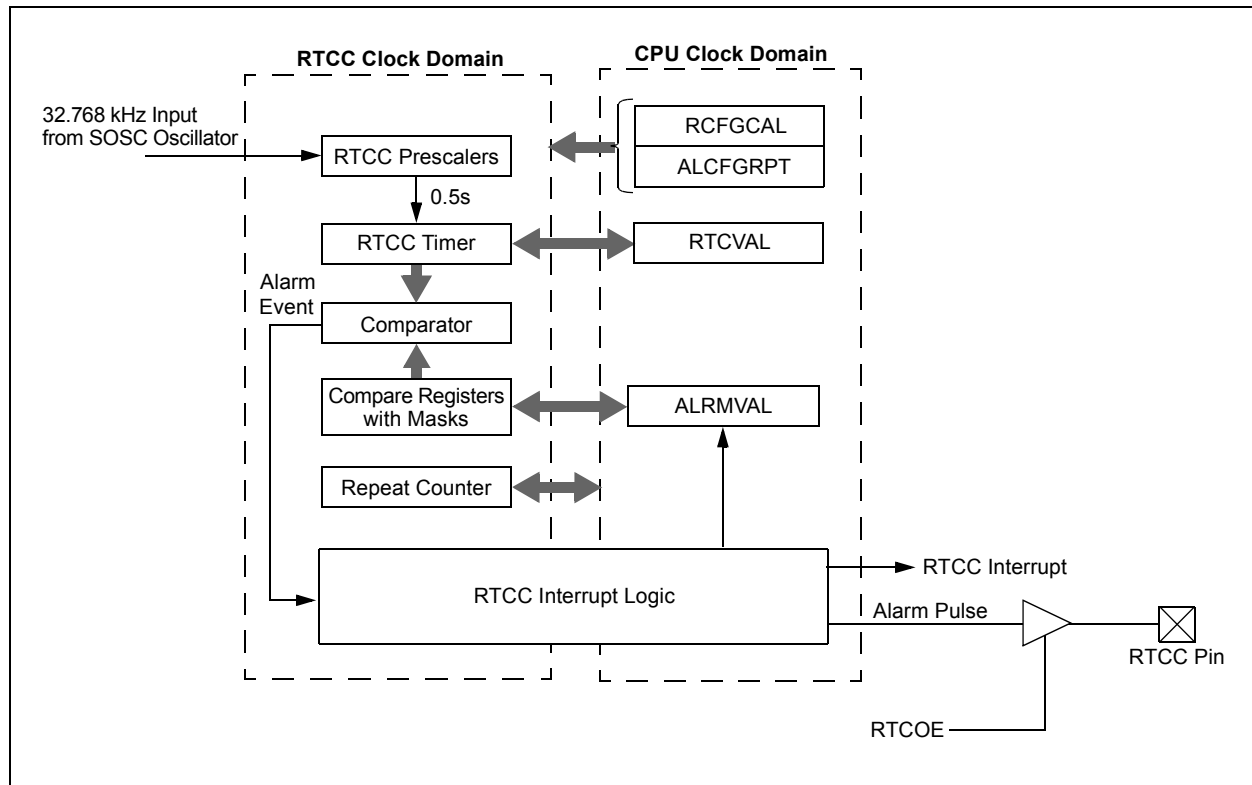 RTCC Clock Domain
CPU Clock Domain
32.768 kHz Input
from SOSC Oscillator
RTCC Prescalers
RCFGCAL
ALCFGRPT
0.5s
RTCC Timer
RTCVAL
Alarm
Event
Comparator
Compare Registers
with Masks
ALRMVAL
Repeat Counter
RTCC Interrupt Logic
RTCC Interrupt
Alarm Pulse
RTCC Pin
RTCOE